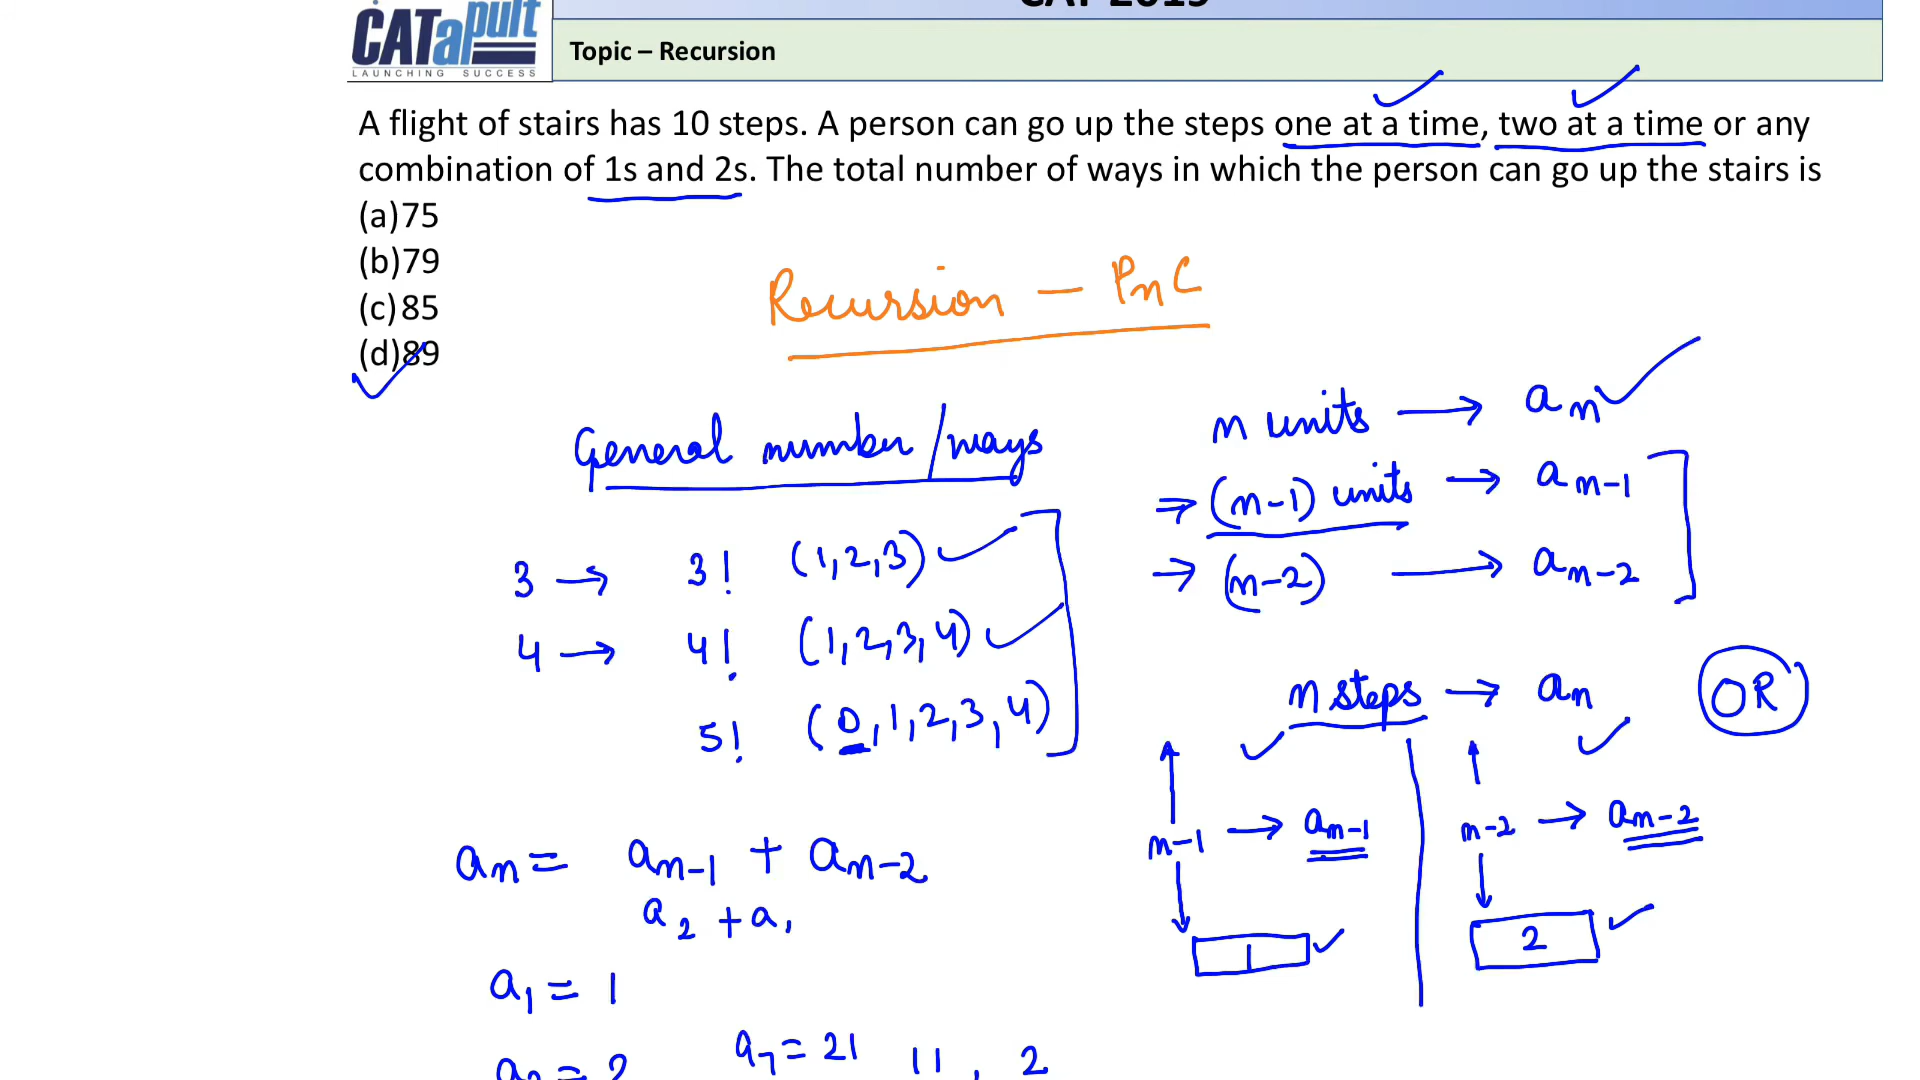 CATapult
LAUNCHING SUCCESS
CAT 2019
Topic – Recursion
A flight of stairs has 10 steps. A person can go up the steps one at a time, two at a time or any
combination of 1s and 2s. The total number of ways in which the person can go up the stairs is
(a)75
(b)79
(c)85
(d)89
Recursion – PnC
General number/ways
3 → 3! (1,2,3)
4 → 4! (1,2,3,4)
5! (0,1,2,3,4)
n units → an
⇒ (n-1) units → an-1
→ (n-2) → an-2
n steps → an OR
n-1 → an-1
n-2 → an-2
1
2
an = an-1 + an-2
a2 + a1
a1 = 1
a7 = 21 11, 2